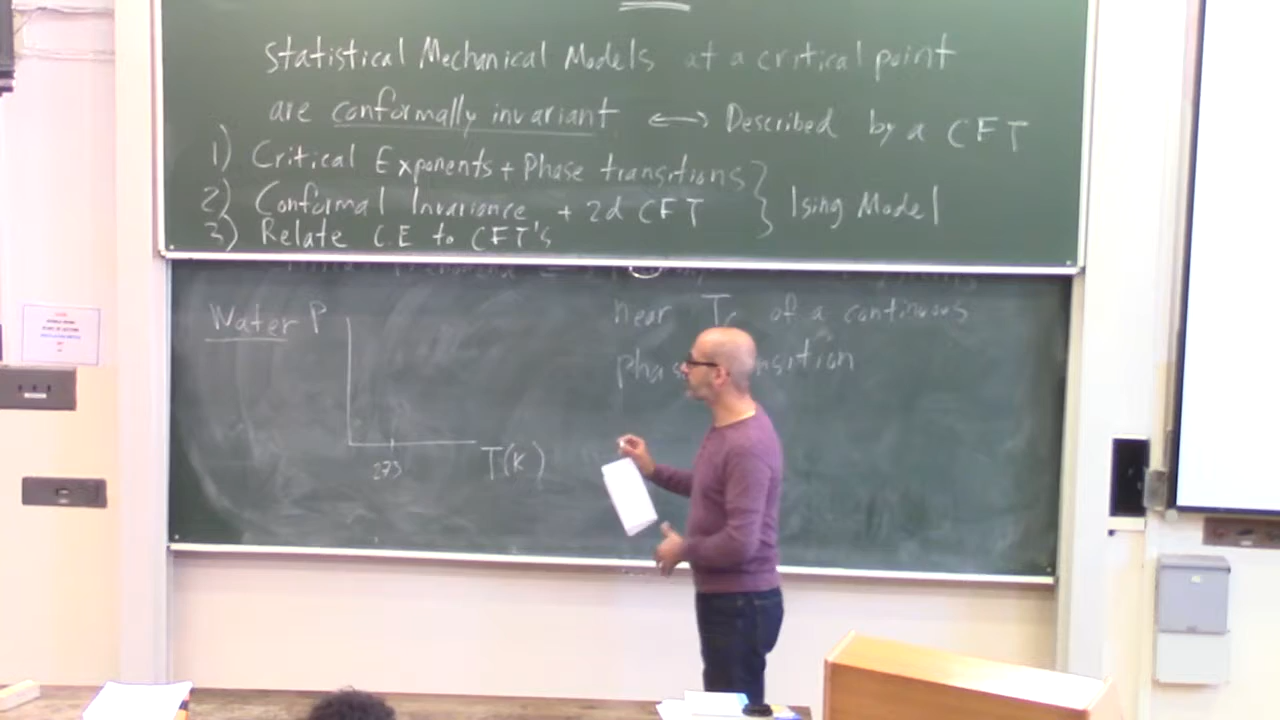 Statistical Mechanical Models at a critical point
are conformally invariant ⟷ Described by a CFT
1) Critical Exponents + Phase transitions
2) Conformal Invariance + 2d CFT } Ising Model
3) Relate C.E to CFT's
near Tc of a continuous
phase transition
Water
P
273
T(K)